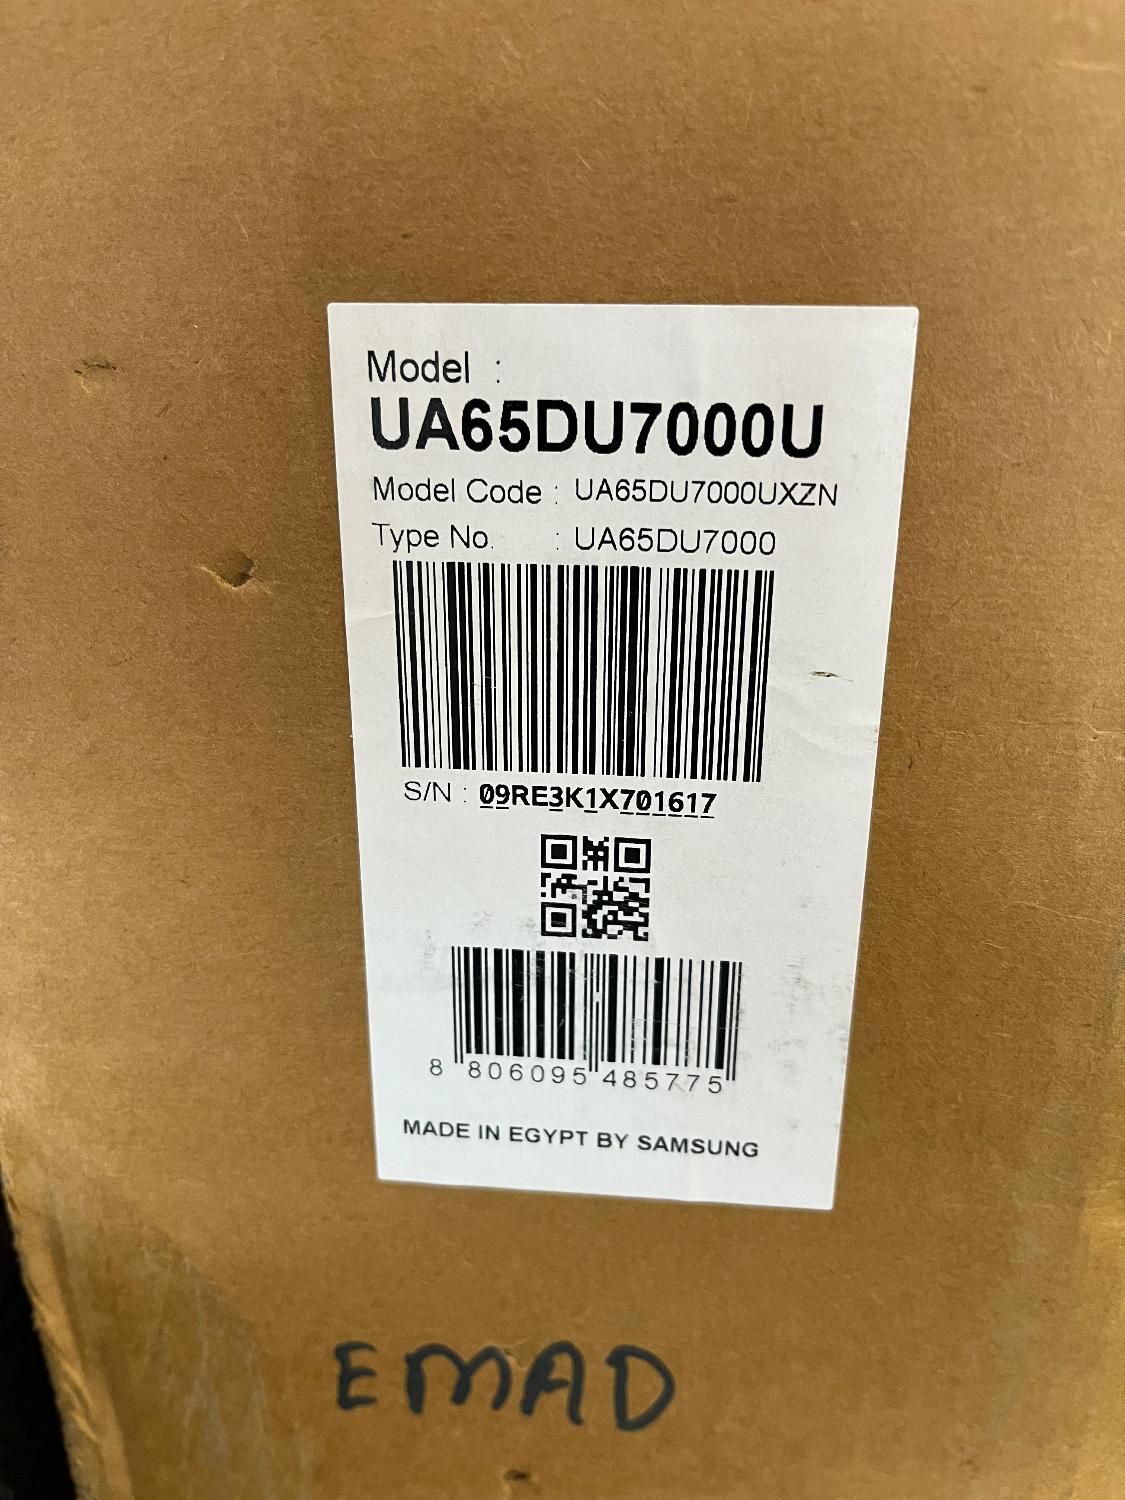 Model :
UA65DU7000U
Model Code : UA65DU7000UXZN
Type No. : UA65DU7000
S/N : 09RE3K1X701617
8 806095 485775
MADE IN EGYPT BY SAMSUNG
EMAD